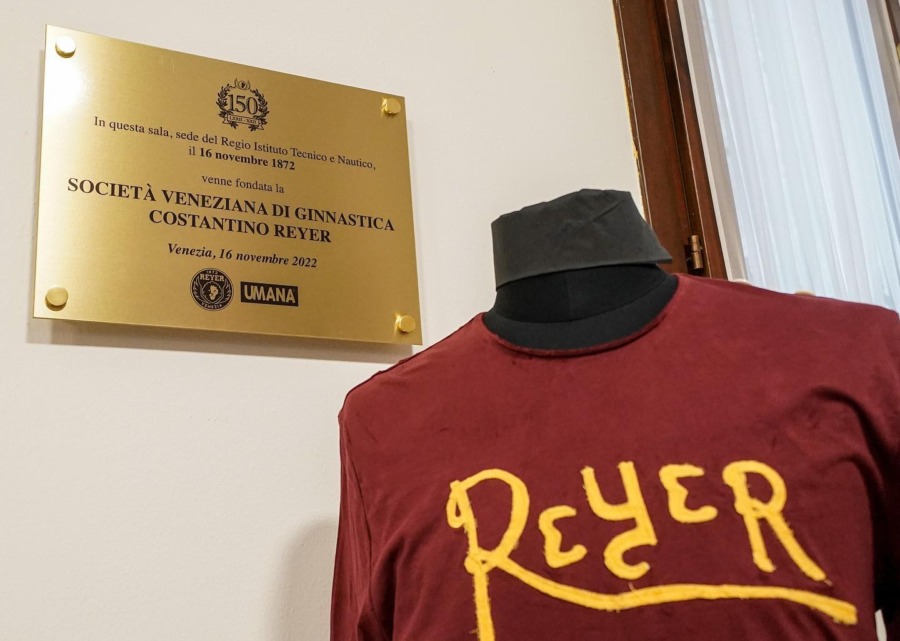 150
In questa sala, sede del Regio Istituto Tecnico e Nautico,
il 16 novembre 1872
venne fondata la
SOCIETÀ VENEZIANA DI GINNASTICA
COSTANTINO REYER
Venezia, 16 novembre 2022
1872
REYER
UMANA
REYER